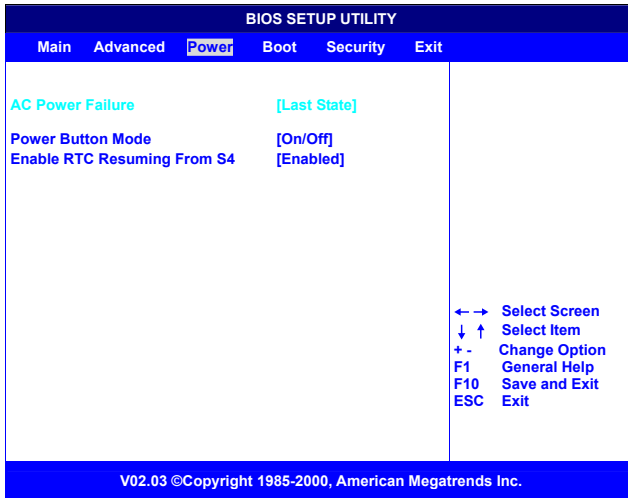 BIOS SETUP UTILITY
Main Advanced Power Boot Security Exit
AC Power Failure [Last State]
Power Button Mode [On/Off]
Enable RTC Resuming From S4 [Enabled]
← → Select Screen
↓ ↑ Select Item
+ - Change Option
F1 General Help
F10 Save and Exit
ESC Exit
V02.03 ©Copyright 1985-2000, American Megatrends Inc.